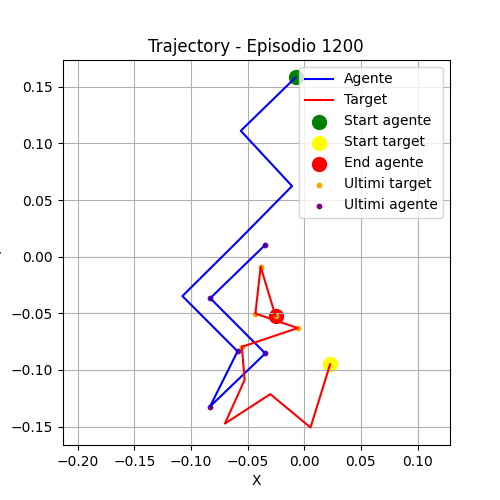 Trajectory - Episodio 1200
Agente
Target
Start agente
Start target
End agente
Ultimi target
Ultimi agente
0.15
0.10
0.05
0.00
−0.05
−0.10
−0.15
−0.20 −0.15 −0.10 −0.05 0.00 0.05 0.10
X